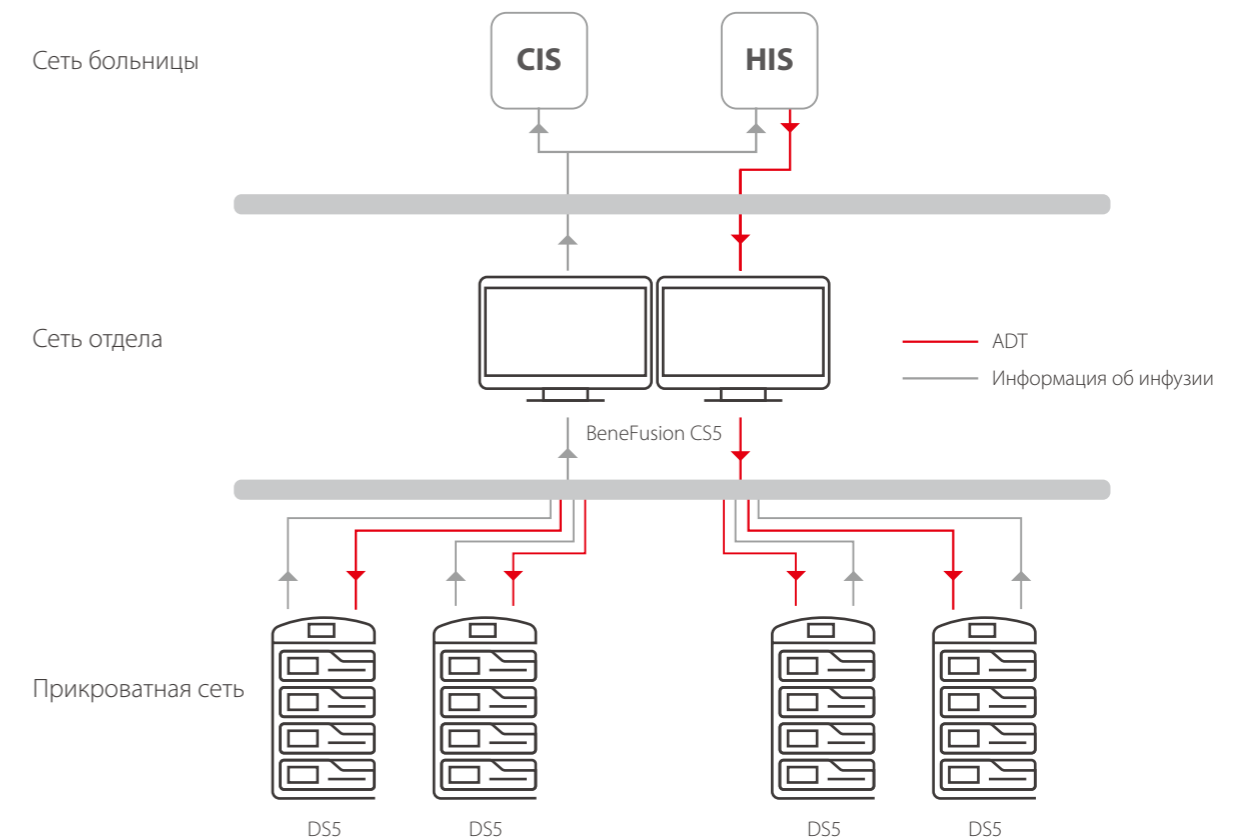 Сеть больницы
CIS
HIS
Сеть отдела
ADT
Информация об инфузии
BeneFusion CS5
Прикроватная сеть
DS5
DS5
DS5
DS5